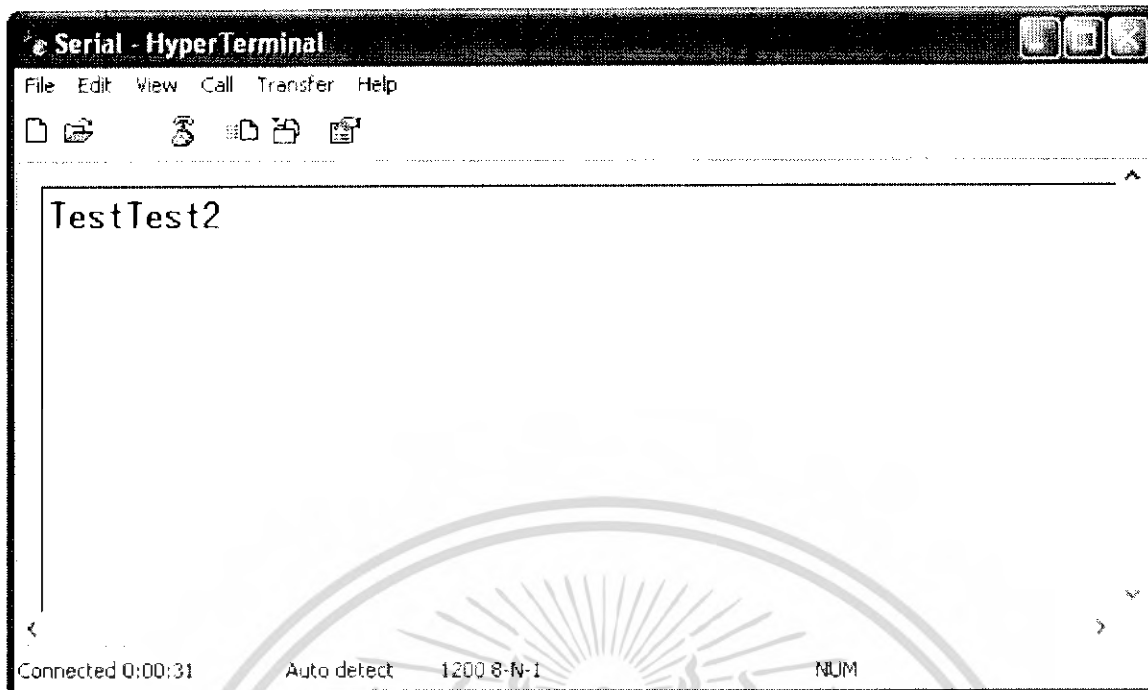 Serial - HyperTerminal
File Edit View Call Transfer Help
TestTest2
Connected 0:00:31 Auto detect 1200 8-N-1 NUM